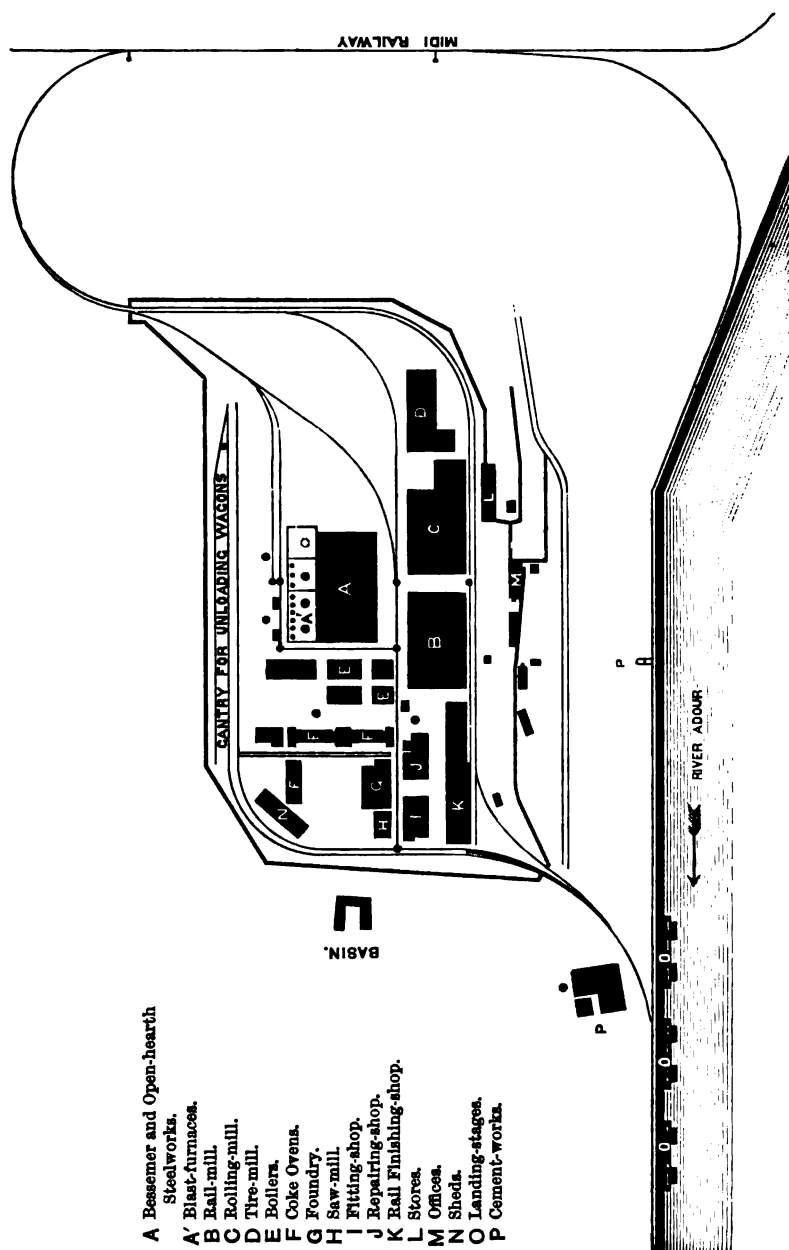 MIDI RAILWAY
GANTRY FOR UNLOADING WAGONS
A
A'
B
C
D
E
E
F
F
F
G
H
I
J
K
L
M
N
BASIN.
P
P
RIVER ADOUR
O
O
O
A Bessemer and Open-hearth
Steelworks.
A' Blast-furnaces.
B Rail-mill.
C Rolling-mill.
D Tire-mill.
E Boilers.
F Coke Ovens.
G Foundry.
H Saw-mill.
I Fitting-shop.
J Repairing-shop.
K Rail Finishing-shop.
L Stores.
M Offices.
N Sheds.
O Landing-stages.
P Cement-works.